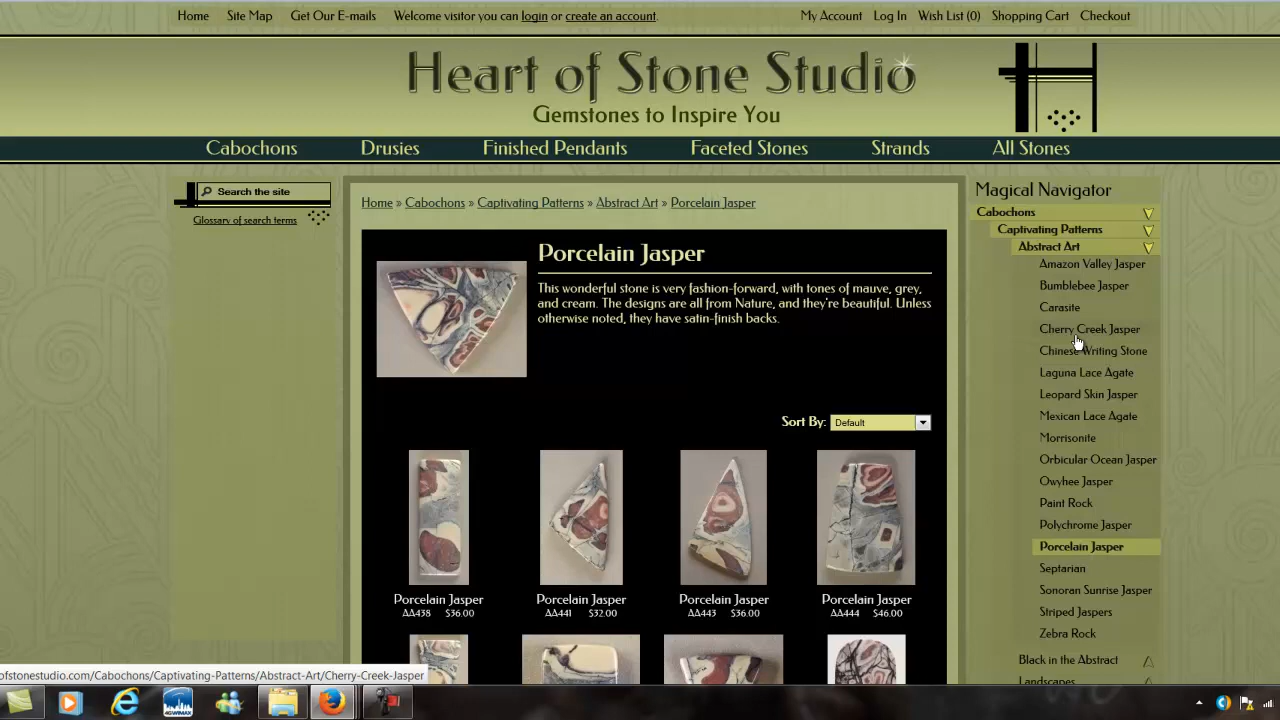 Home Site Map Get Our E-mails Welcome visitor you can login or create an account. My Account Log In Wish List (0) Shopping Cart Checkout
Heart of Stone Studio
Gemstones to Inspire You
Cabochons Drusies Finished Pendants Faceted Stones Strands All Stones
Search the site
Glossary of search terms
Home » Cabochons » Captivating Patterns » Abstract Art » Porcelain Jasper
Porcelain Jasper
This wonderful stone is very fashion-forward, with tones of mauve, grey,
and cream. The designs are all from Nature, and they're beautiful. Unless
otherwise noted, they have satin-finish backs.
Sort By: Default
Porcelain Jasper Porcelain Jasper Porcelain Jasper Porcelain Jasper
AA438 $36.00 AA441 $32.00 AA443 $36.00 AA444 $46.00
Magical Navigator
Cabochons
Captivating Patterns
Abstract Art
Amazon Valley Jasper
Bumblebee Jasper
Carasite
Cherry Creek Jasper
Chinese Writing Stone
Laguna Lace Agate
Leopard Skin Jasper
Mexican Lace Agate
Morrisonite
Orbicular Ocean Jasper
Owyhee Jasper
Paint Rock
Polychrome Jasper
Porcelain Jasper
Septarian
Sonoran Sunrise Jasper
Striped Jaspers
Zebra Rock
Black in the Abstract
Landscapes
ofstonestudio.com/Cabochons/Captivating-Patterns/Abstract-Art/Cherry-Creek-Jasper
4GWIMAX